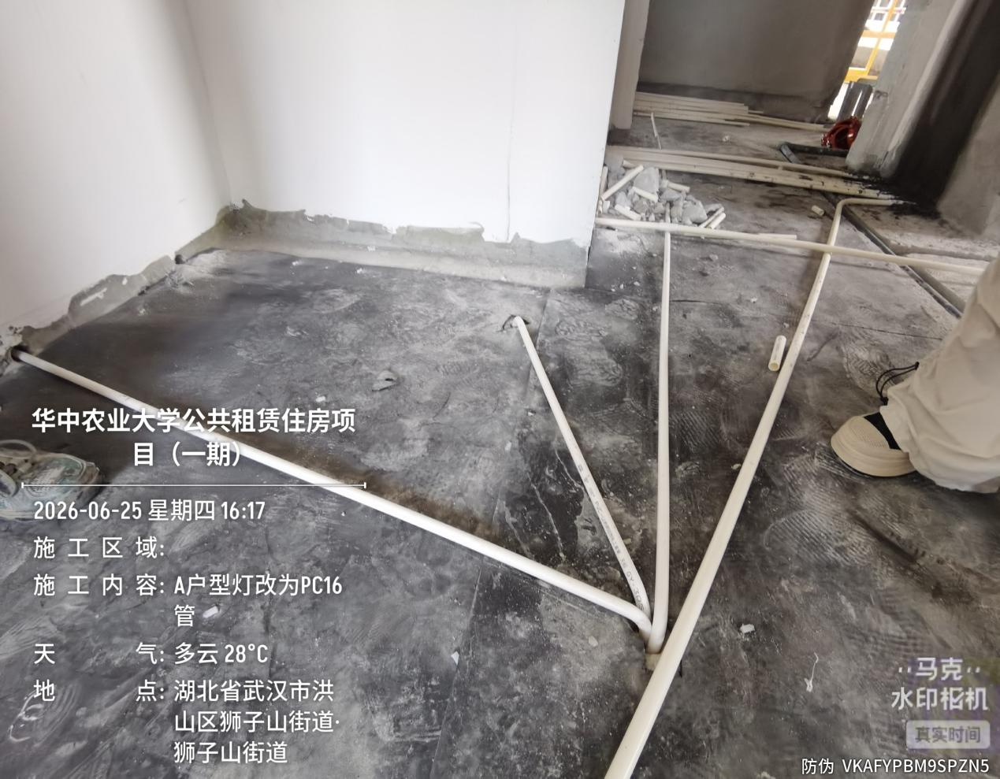 华中农业大学公共租赁住房项
目（一期）
2026-06-25 星期四 16:17
施工区域:
施工内容: A户型灯改为PC16
管
天气: 多云 28°C
地点: 湖北省武汉市洪
山区狮子山街道·
狮子山街道
马克
水印相机
真实时间
防伪 VKAFYPBM9SPZN5